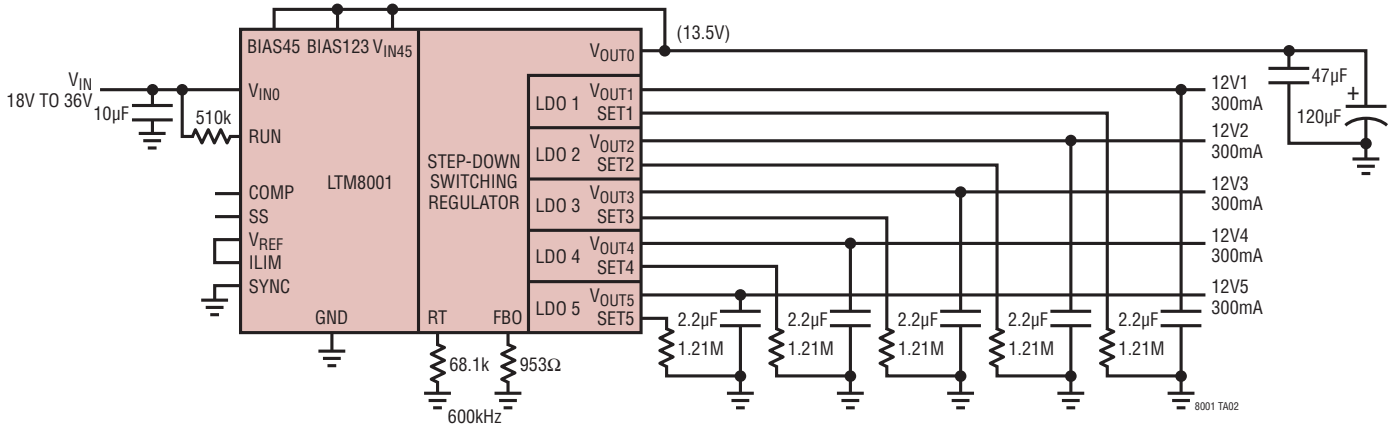 BIAS45 BIAS123 VIN45
VIN
18V TO 36V
10µF
510k
VIN0
RUN
COMP
SS
VREF
ILIM
SYNC
LTM8001
GND
STEP-DOWN
SWITCHING
REGULATOR
RT
FBO
68.1k
953Ω
600kHz
VOUT0
(13.5V)
LDO 1
VOUT1
SET1
LDO 2
VOUT2
SET2
LDO 3
VOUT3
SET3
LDO 4
VOUT4
SET4
LDO 5
VOUT5
SET5
12V1
300mA
12V2
300mA
12V3
300mA
12V4
300mA
12V5
300mA
47µF
+
120µF
2.2µF
1.21M
2.2µF
1.21M
2.2µF
1.21M
2.2µF
1.21M
2.2µF
1.21M
8001 TA02